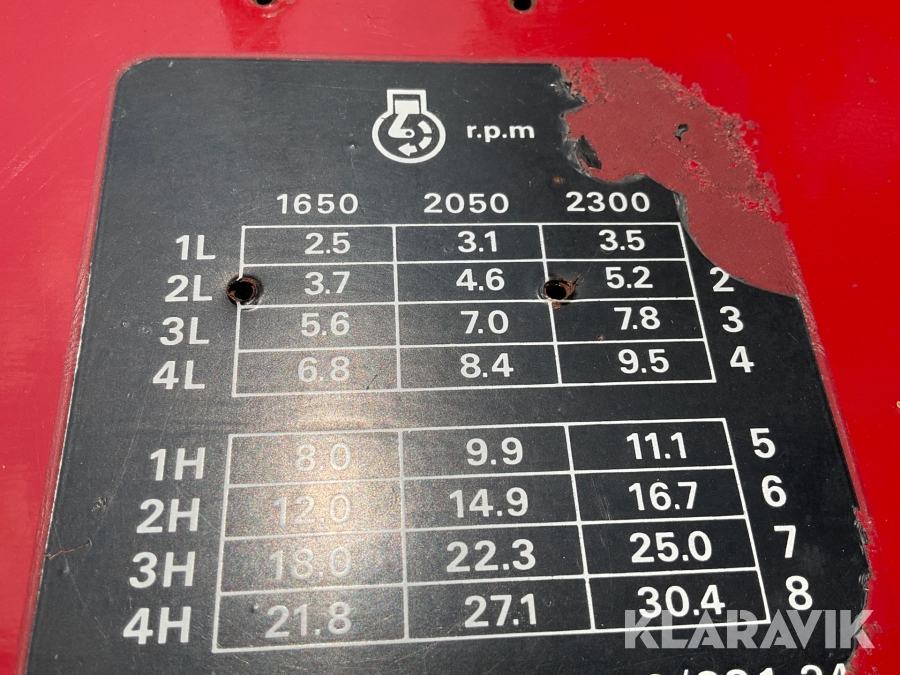 r.p.m
1650 2050 2300
1L 2.5 3.1 3.5
2L 3.7 4.6 5.2 2
3L 5.6 7.0 7.8 3
4L 6.8 8.4 9.5 4
1H 8.0 9.9 11.1 5
2H 12.0 14.9 16.7 6
3H 18.0 22.3 25.0 7
4H 21.8 27.1 30.4 8
KLARAVIK